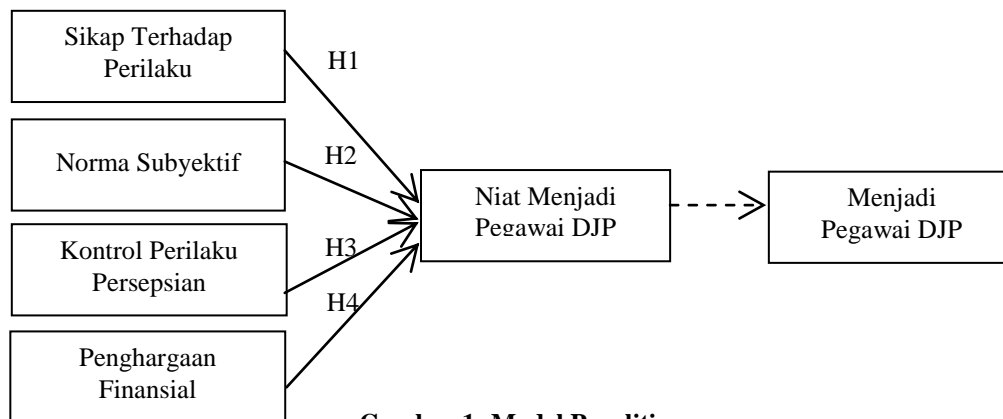 Sikap Terhadap
Perilaku
H1
Norma Subyektif
H2
Niat Menjadi
Pegawai DJP
Menjadi
Pegawai DJP
Kontrol Perilaku
Persepsian
H3
H4
Penghargaan
Finansial